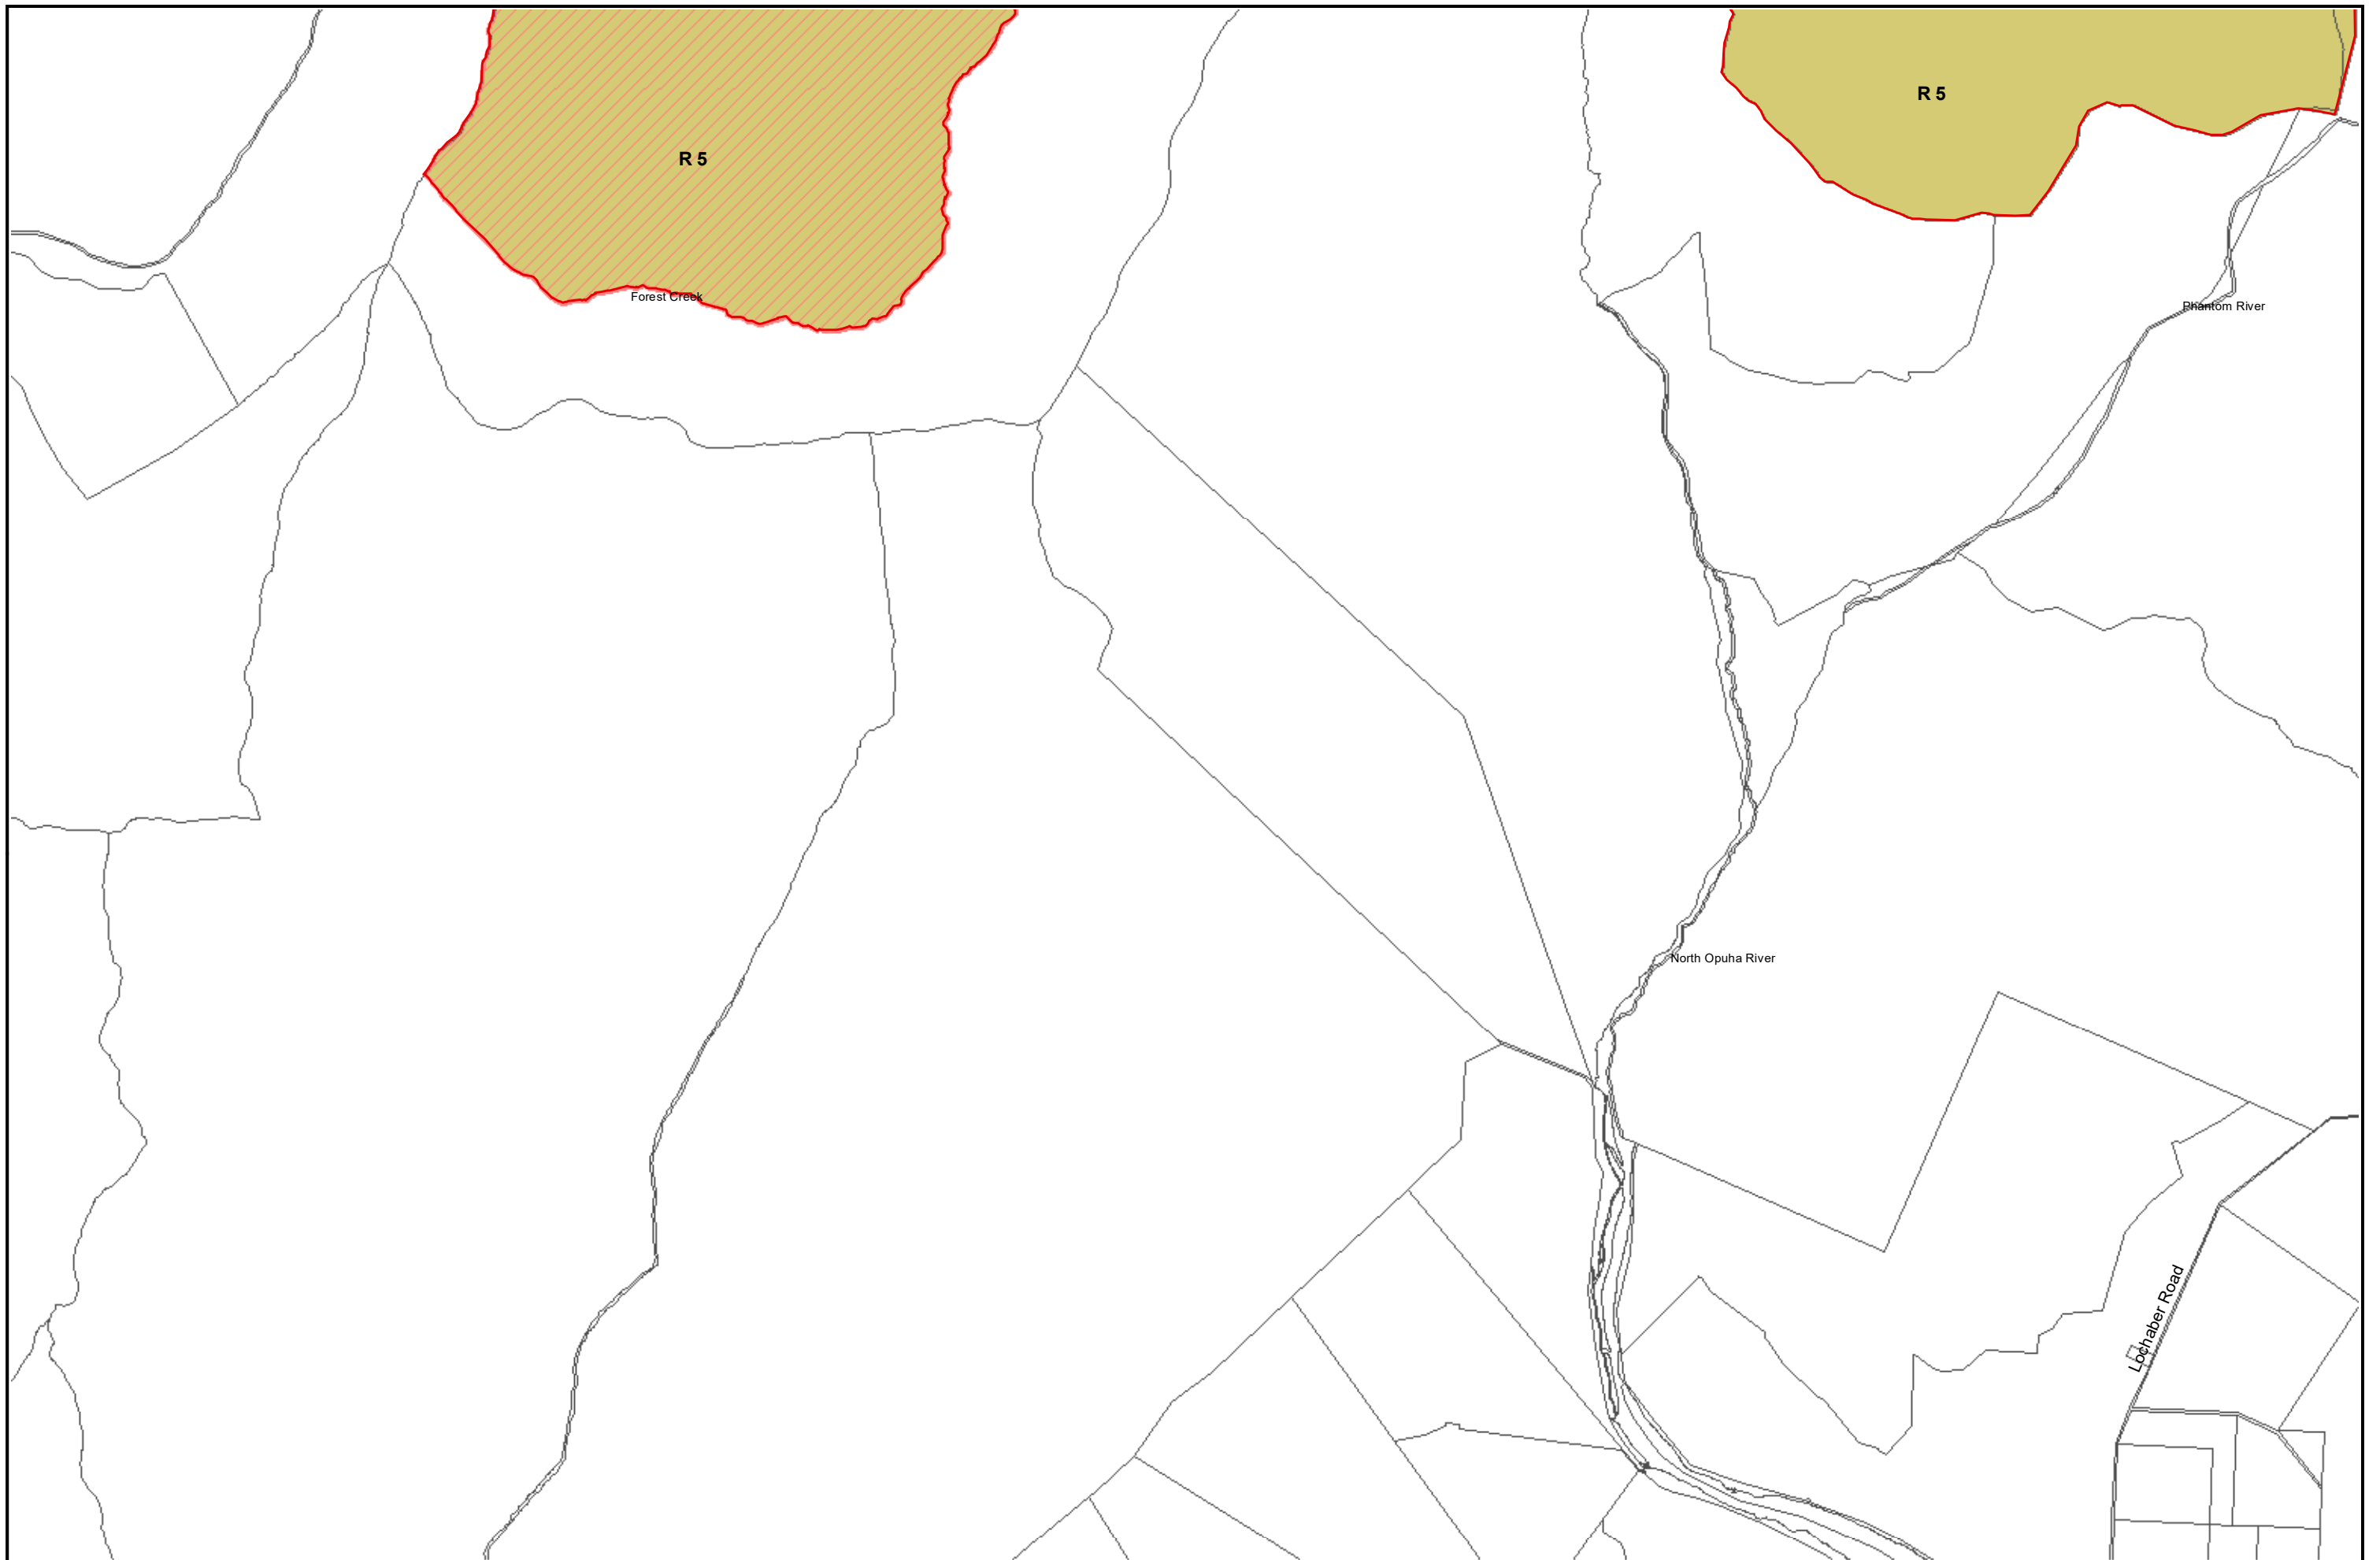 R 5
R 5
Forest Creek
Phantom River
North Opuha River
Lochaber Road